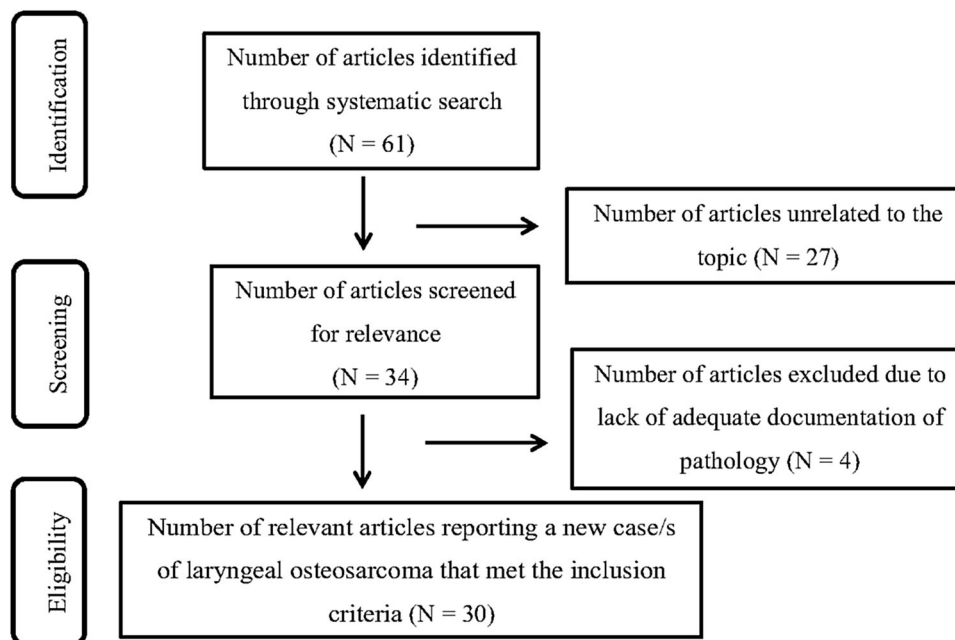 Identification
Number of articles identified
through systematic search
(N = 61)
Number of articles unrelated to the
topic (N = 27)
Screening
Number of articles screened
for relevance
(N = 34)
Number of articles excluded due to
lack of adequate documentation of
pathology (N = 4)
Eligibility
Number of relevant articles reporting a new case/s
of laryngeal osteosarcoma that met the inclusion
criteria (N = 30)